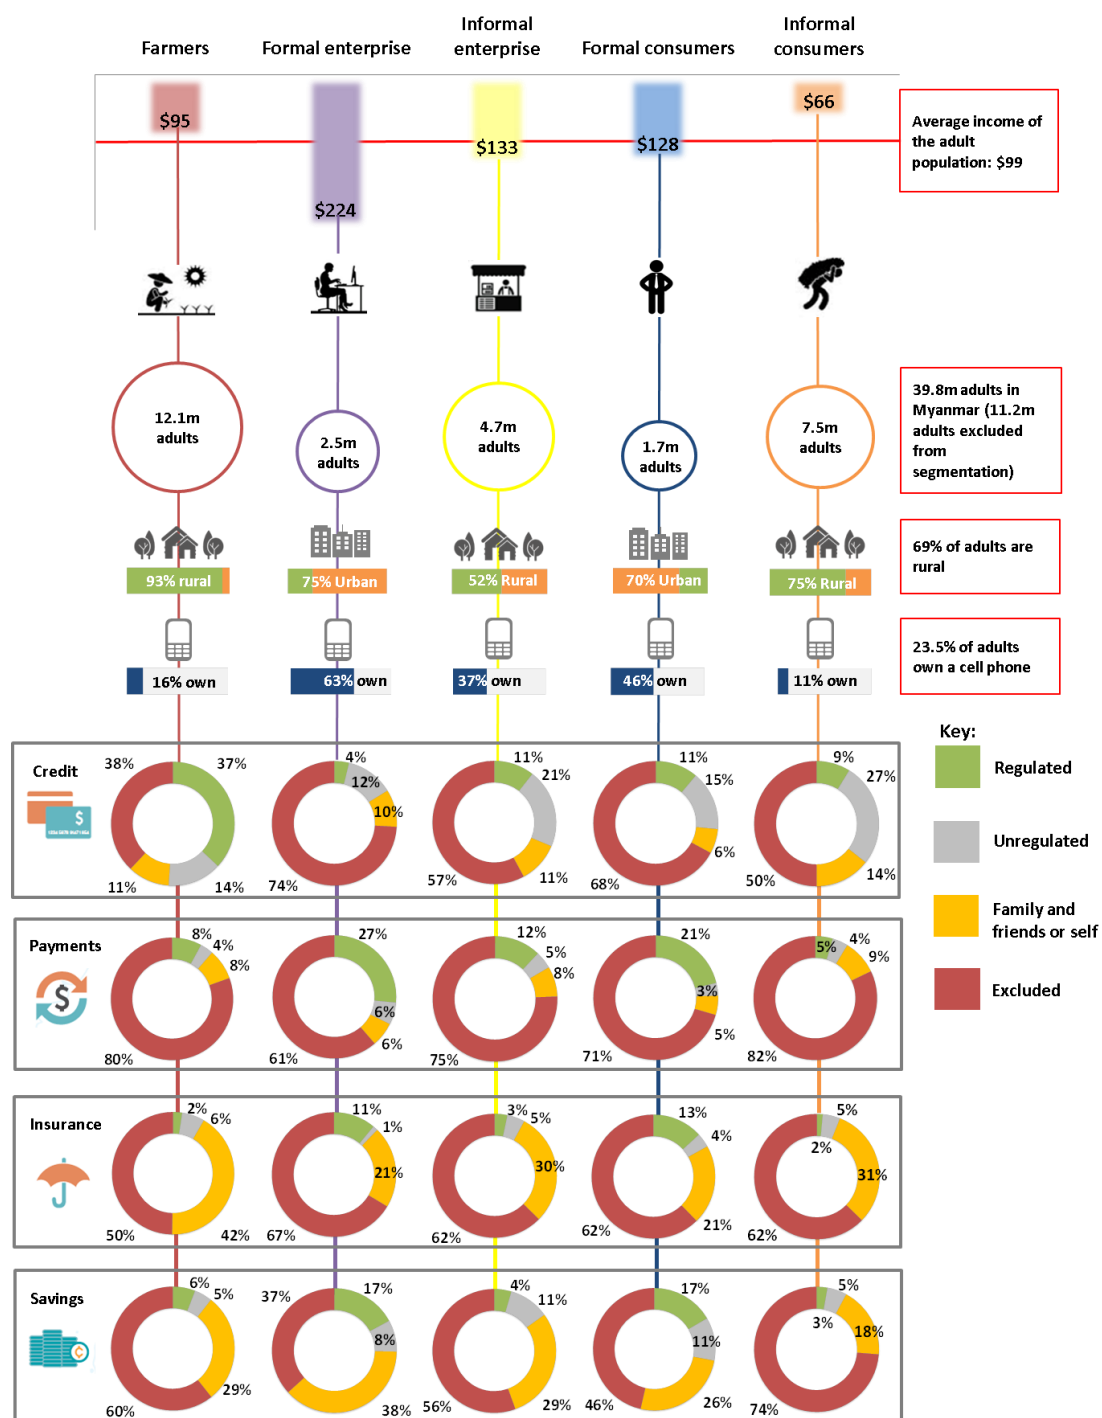 Farmers
Formal enterprise
Informal
enterprise
Formal consumers
Informal
consumers
$95
$224
$133
$128
$66
Average income of
the adult
population: $99
12.1m
adults
2.5m
adults
4.7m
adults
1.7m
adults
7.5m
adults
39.8m adults in
Myanmar (11.2m
adults excluded
from
segmentation)
93% rural
75% Urban
52% Rural
70% Urban
75% Rural
69% of adults are
rural
16% own
63% own
37% own
46% own
11% own
23.5% of adults
own a cell phone
Key:
Regulated
Unregulated
Family and
friends or self
Excluded
Credit
$
38%
37%
11%
14%
4%
12%
10%
74%
11%
21%
57%
11%
11%
15%
6%
68%
9%
27%
50%
14%
Payments
$
8%
4%
8%
80%
27%
6%
6%
61%
12%
5%
8%
75%
21%
3%
5%
71%
5%
4%
9%
82%
Insurance
2%
6%
50%
42%
11%
1%
21%
67%
3%
5%
30%
62%
13%
4%
21%
62%
5%
2%
31%
62%
Savings
6%
5%
29%
60%
37%
17%
8%
38%
4%
11%
56%
29%
17%
11%
46%
26%
5%
3%
18%
74%